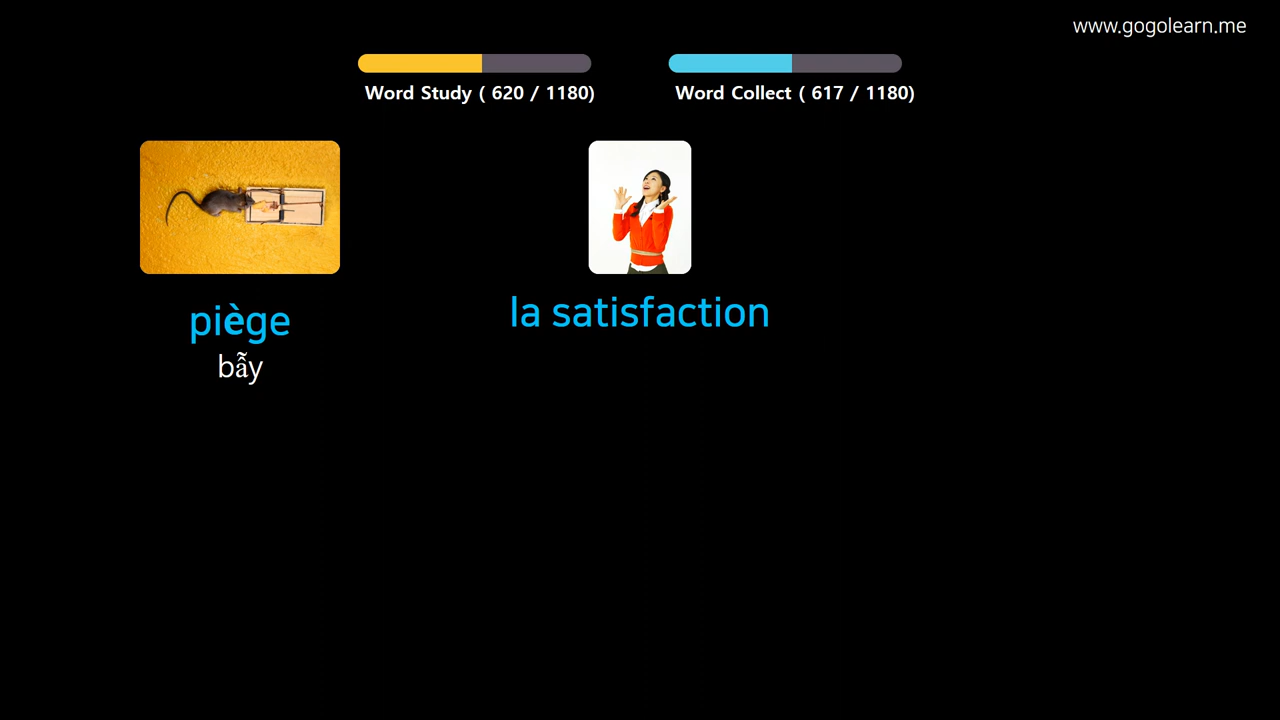 www.gogolearn.me
Word Study ( 620 / 1180)
Word Collect ( 617 / 1180)
piège
bẫy
la satisfaction